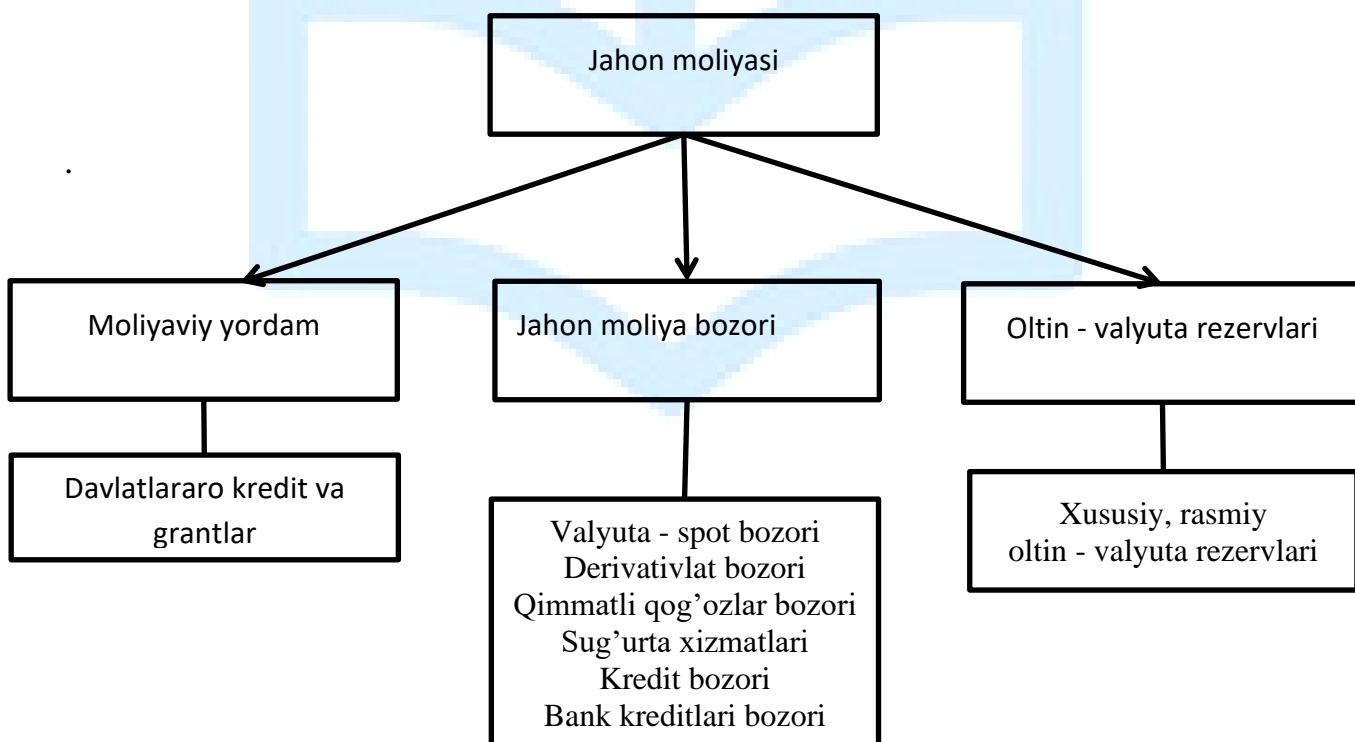 Jahon moliyasi
.
Moliyaviy yordam
Jahon moliya bozori
Oltin - valyuta rezervlari
Davlatlararo kredit va
grantlar
Valyuta - spot bozori
Derivativlat bozori
Qimmatli qog’ozlar bozori
Sug’urta xizmatlari
Kredit bozori
Bank kreditlari bozori
Xususiy, rasmiy
oltin - valyuta rezervlari